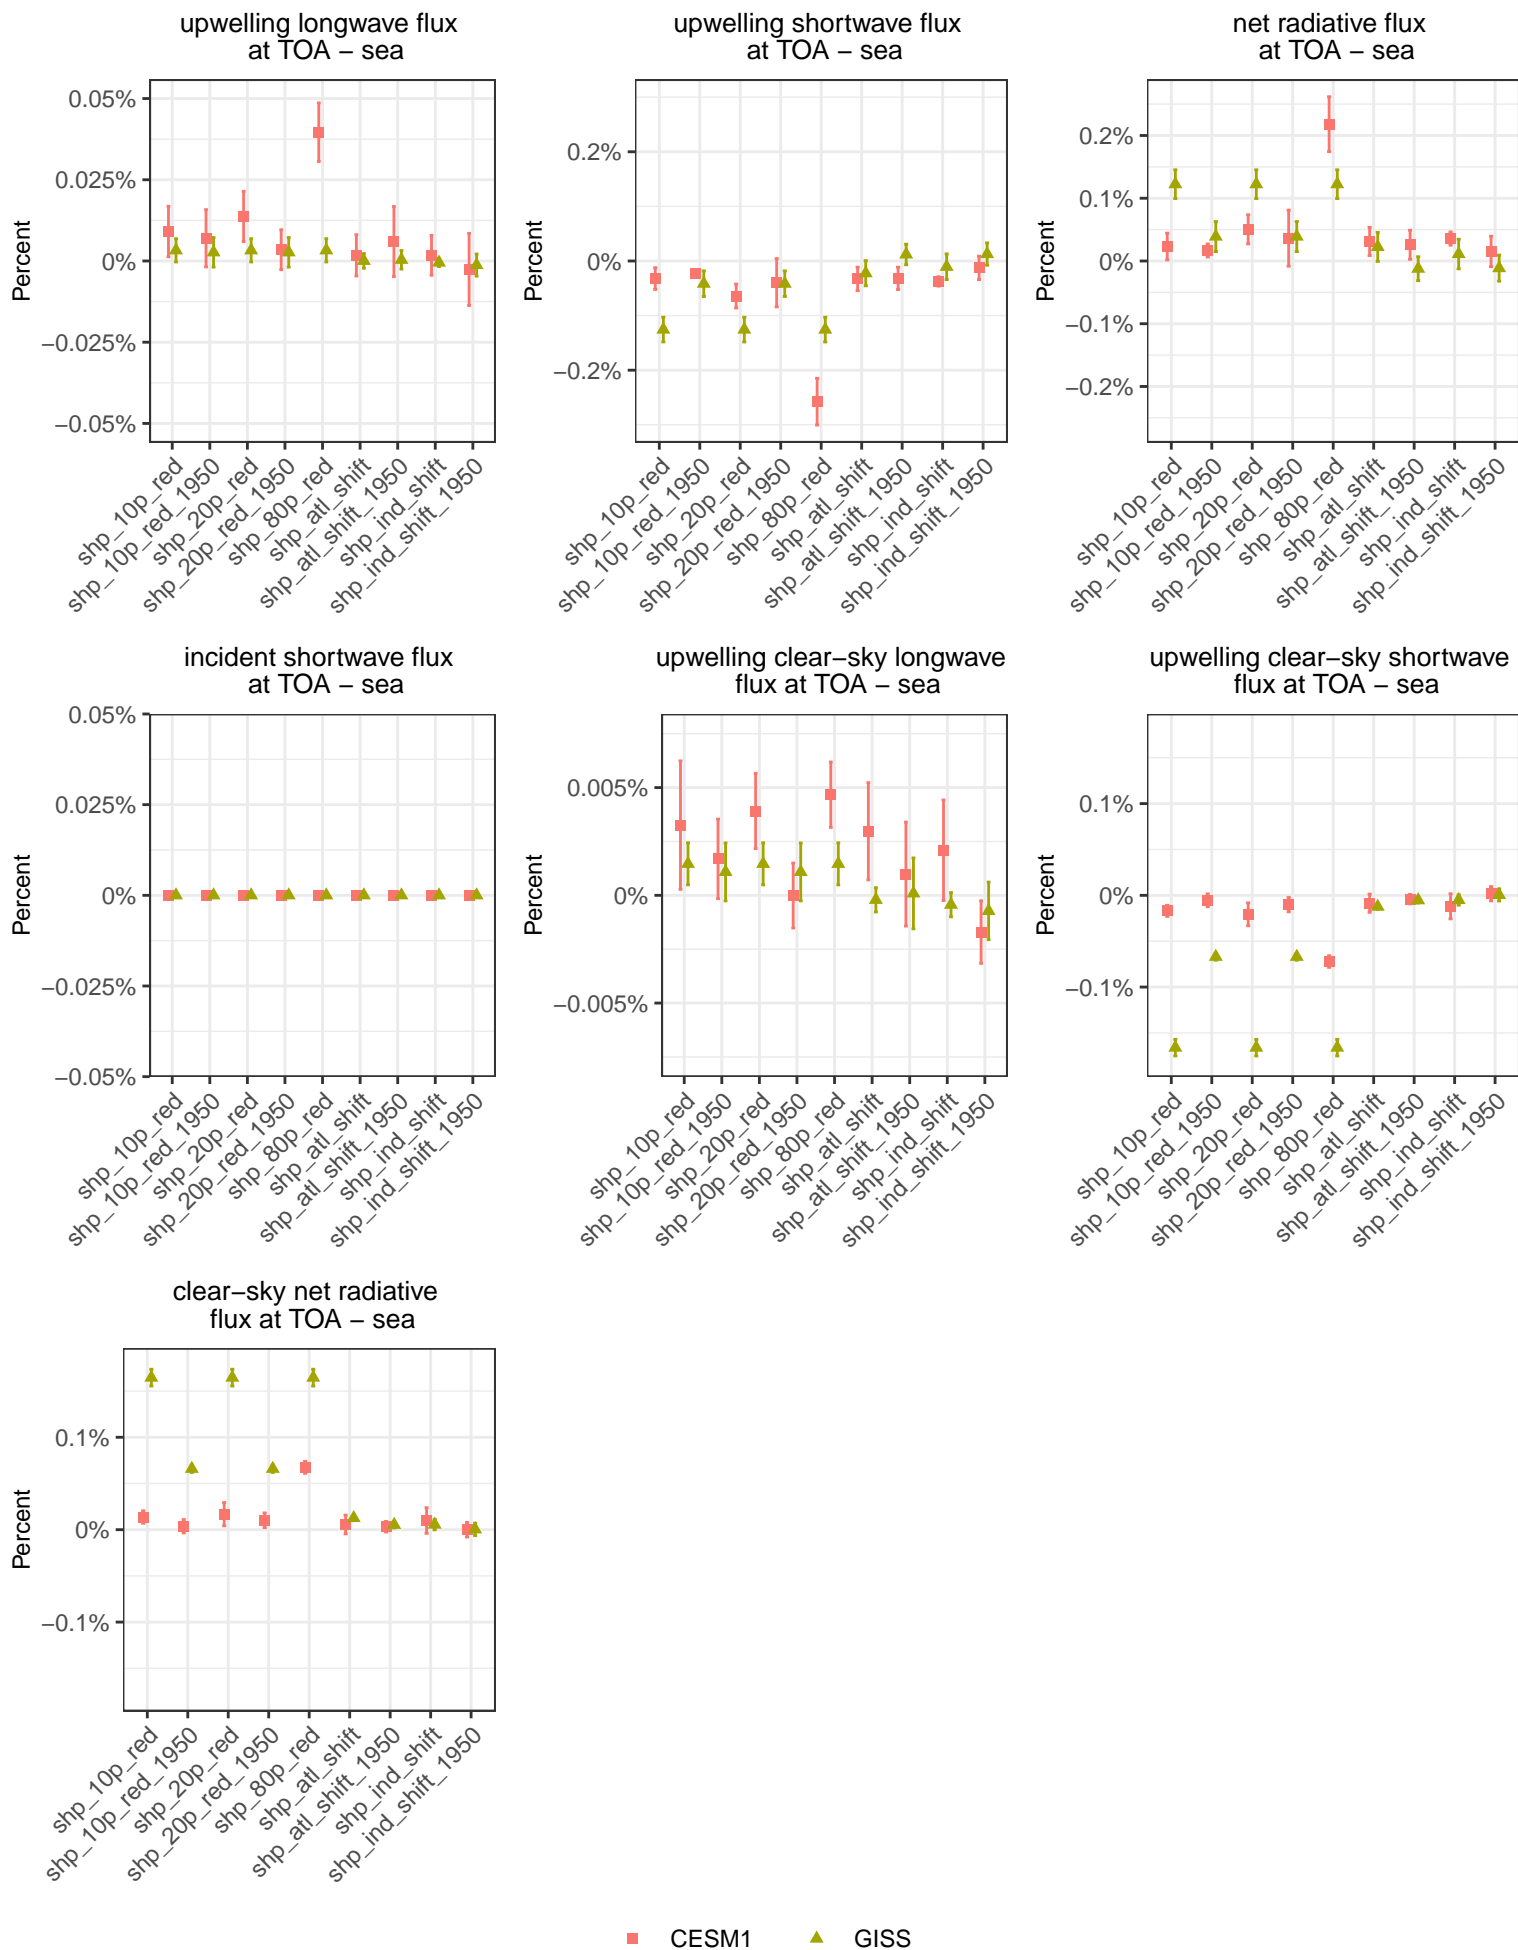 upwelling longwave flux
at TOA − sea
Percent
0.05%
0.025%
0%
−0.025%
−0.05%
shp_10p_red
shp_10p_red_1950
shp_20p_red
shp_20p_red_1950
shp_80p_red
shp_atl_shift
shp_atl_shift_1950
shp_ind_shift
shp_ind_shift_1950
upwelling shortwave flux
at TOA − sea
Percent
0.2%
0%
−0.2%
shp_10p_red
shp_10p_red_1950
shp_20p_red
shp_20p_red_1950
shp_80p_red
shp_atl_shift
shp_atl_shift_1950
shp_ind_shift
shp_ind_shift_1950
net radiative flux
at TOA − sea
Percent
0.2%
0.1%
0%
−0.1%
−0.2%
shp_10p_red
shp_10p_red_1950
shp_20p_red
shp_20p_red_1950
shp_80p_red
shp_atl_shift
shp_atl_shift_1950
shp_ind_shift
shp_ind_shift_1950
incident shortwave flux
at TOA − sea
Percent
0.05%
0.025%
0%
−0.025%
−0.05%
shp_10p_red
shp_10p_red_1950
shp_20p_red
shp_20p_red_1950
shp_80p_red
shp_atl_shift
shp_atl_shift_1950
shp_ind_shift
shp_ind_shift_1950
upwelling clear−sky longwave
flux at TOA − sea
Percent
0.005%
0%
−0.005%
shp_10p_red
shp_10p_red_1950
shp_20p_red
shp_20p_red_1950
shp_80p_red
shp_atl_shift
shp_atl_shift_1950
shp_ind_shift
shp_ind_shift_1950
upwelling clear−sky shortwave
flux at TOA − sea
Percent
0.1%
0%
−0.1%
shp_10p_red
shp_10p_red_1950
shp_20p_red
shp_20p_red_1950
shp_80p_red
shp_atl_shift
shp_atl_shift_1950
shp_ind_shift
shp_ind_shift_1950
clear−sky net radiative
flux at TOA − sea
Percent
0.1%
0%
−0.1%
shp_10p_red
shp_10p_red_1950
shp_20p_red
shp_20p_red_1950
shp_80p_red
shp_atl_shift
shp_atl_shift_1950
shp_ind_shift
shp_ind_shift_1950
CESM1
GISS